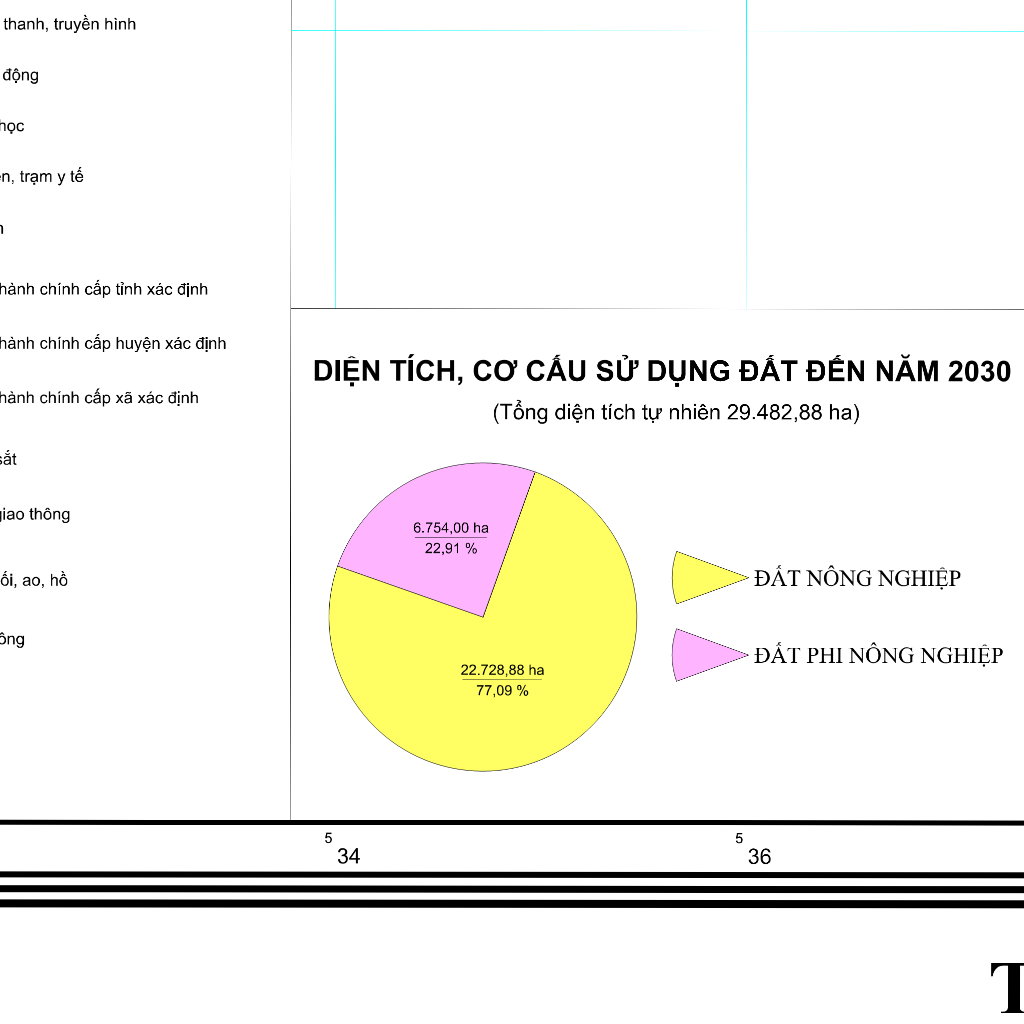 thanh, truyền hình
động
học
trạm y tế
hành chính cấp tỉnh xác định
hành chính cấp huyện xác định
hành chính cấp xã xác định
sắt
giao thông
ao, hồ
DIỆN TÍCH, CƠ CẤU SỬ DỤNG ĐẤT ĐẾN NĂM 2030
(Tổng diện tích tự nhiên 29.482,88 ha)
6.754,00 ha
22,91 %
22.728,88 ha
77,09 %
ĐẤT NÔNG NGHIỆP
ĐẤT PHI NÔNG NGHIỆP
5
34
5
36